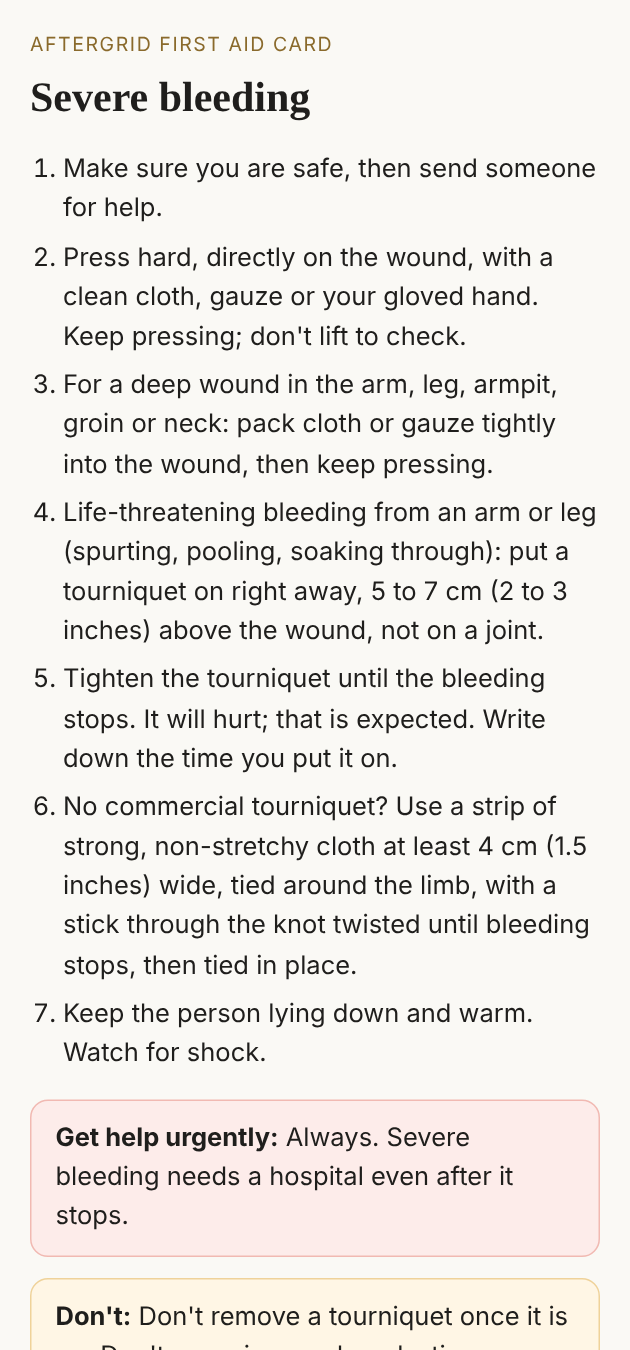 AFTERGRID FIRST AID CARD
Severe bleeding
1. Make sure you are safe, then send someone
for help.
2. Press hard, directly on the wound, with a
clean cloth, gauze or your gloved hand.
Keep pressing; don't lift to check.
3. For a deep wound in the arm, leg, armpit,
groin or neck: pack cloth or gauze tightly
into the wound, then keep pressing.
4. Life-threatening bleeding from an arm or leg
(spurting, pooling, soaking through): put a
tourniquet on right away, 5 to 7 cm (2 to 3
inches) above the wound, not on a joint.
5. Tighten the tourniquet until the bleeding
stops. It will hurt; that is expected. Write
down the time you put it on.
6. No commercial tourniquet? Use a strip of
strong, non-stretchy cloth at least 4 cm (1.5
inches) wide, tied around the limb, with a
stick through the knot twisted until bleeding
stops, then tied in place.
7. Keep the person lying down and warm.
Watch for shock.
Get help urgently: Always. Severe
bleeding needs a hospital even after it
stops.
Don't: Don't remove a tourniquet once it is